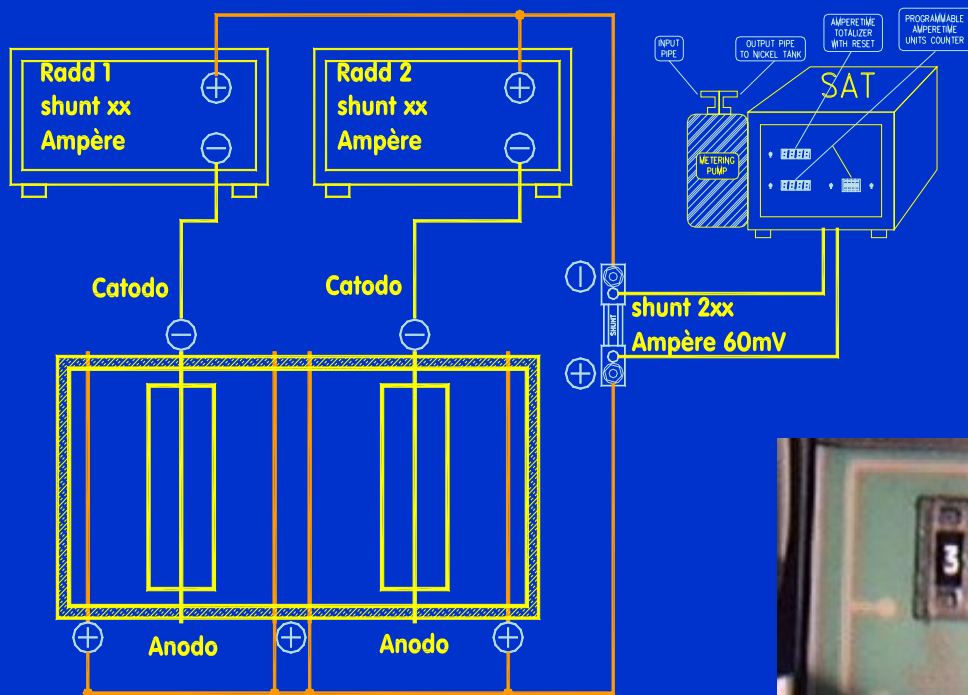 Radd 1
shunt xx
Ampère
Radd 2
shunt xx
Ampère
INPUT
PIPE
OUTPUT PIPE
TO NICKEL TANK
AMPERETIME
TOTALIZER
WITH RESET
PROGRAMMABLE
AMPERETIME
UNITS COUNTER
SAT
METERING
PUMP
Catodo
Catodo
SHUNT
shunt 2xx
Ampère 60mV
Anodo
Anodo
3